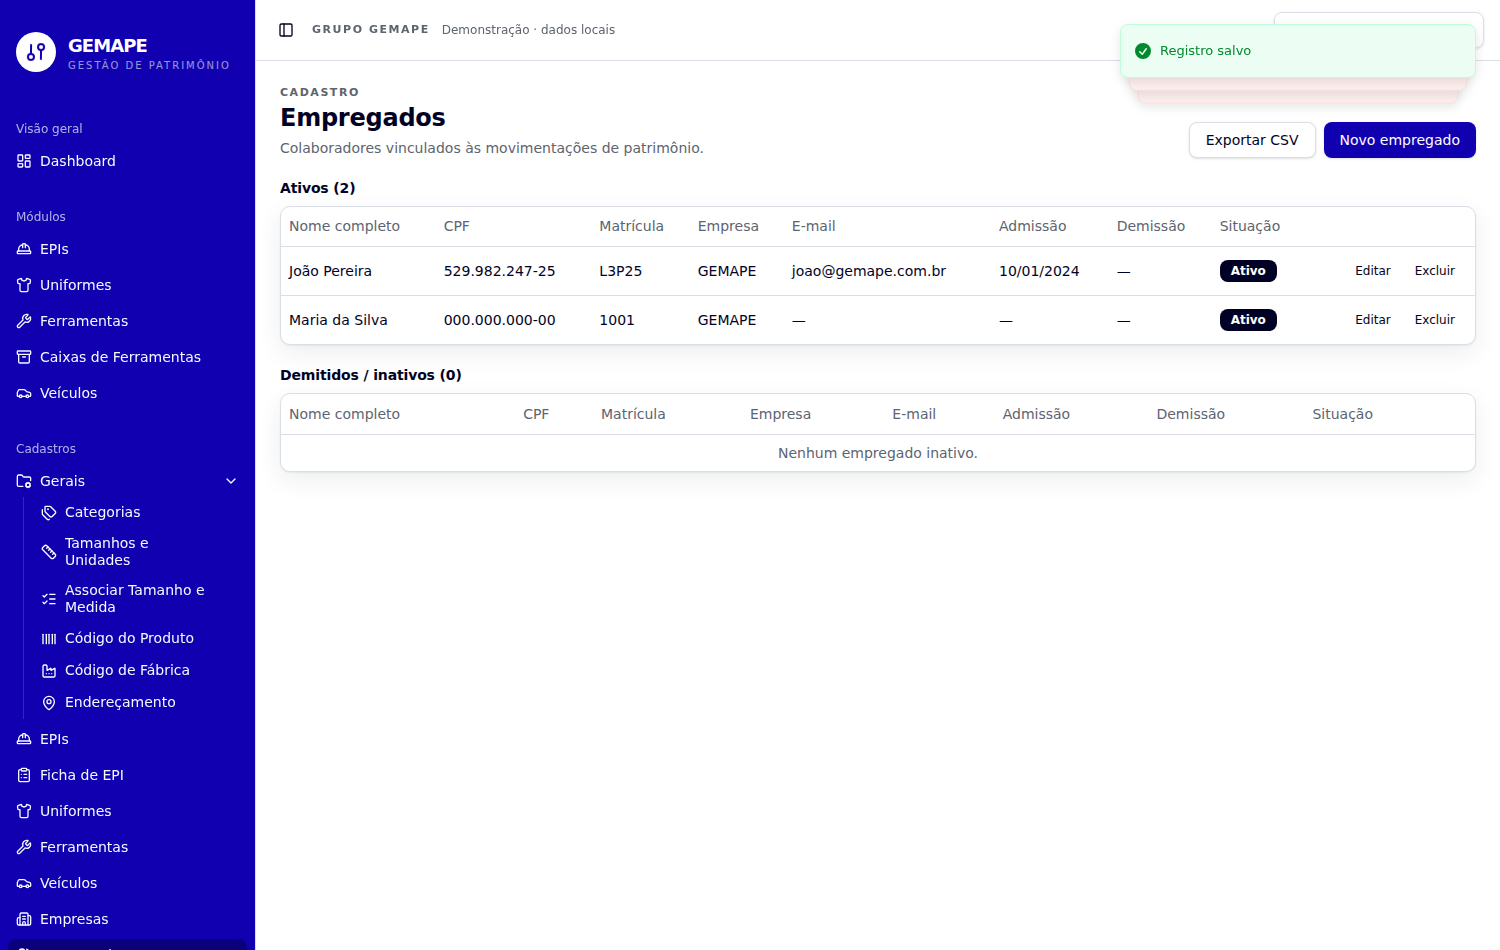 GEMAPE
GESTÃO DE PATRIMÔNIO
Visão geral
Dashboard
Módulos
EPIs
Uniformes
Ferramentas
Caixas de Ferramentas
Veículos
Cadastros
Gerais
Categorias
Tamanhos e
Unidades
Associar Tamanho e
Medida
Código do Produto
Código de Fábrica
Endereçamento
EPIs
Ficha de EPI
Uniformes
Ferramentas
Veículos
Empresas
GRUPO GEMAPE Demonstração · dados locais
Registro salvo
CADASTRO
Empregados
Colaboradores vinculados às movimentações de patrimônio.
Exportar CSV Novo empregado
Ativos (2)
Nome completo CPF Matrícula Empresa E-mail Admissão Demissão Situação
João Pereira 529.982.247-25 L3P25 GEMAPE joao@gemape.com.br 10/01/2024 — Ativo Editar Excluir
Maria da Silva 000.000.000-00 1001 GEMAPE — — — Ativo Editar Excluir
Demitidos / inativos (0)
Nome completo CPF Matrícula Empresa E-mail Admissão Demissão Situação
Nenhum empregado inativo.